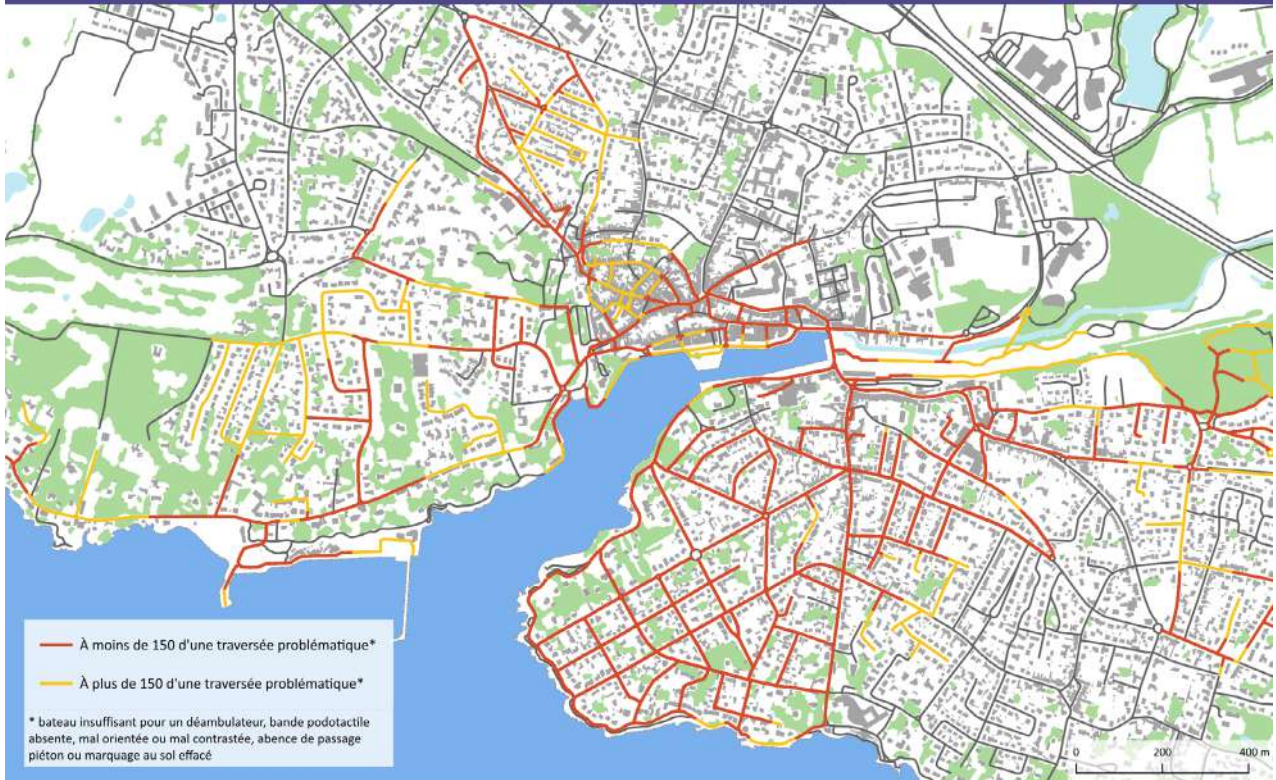 À moins de 150 d'une traversée problématique*
À plus de 150 d'une traversée problématique*
* bateau insuffisant pour un déambulateur, bande podotactile
absente, mal orientée ou mal contrastée, abence de passage
piéton ou marquage au sol effacé
0 200 400 m